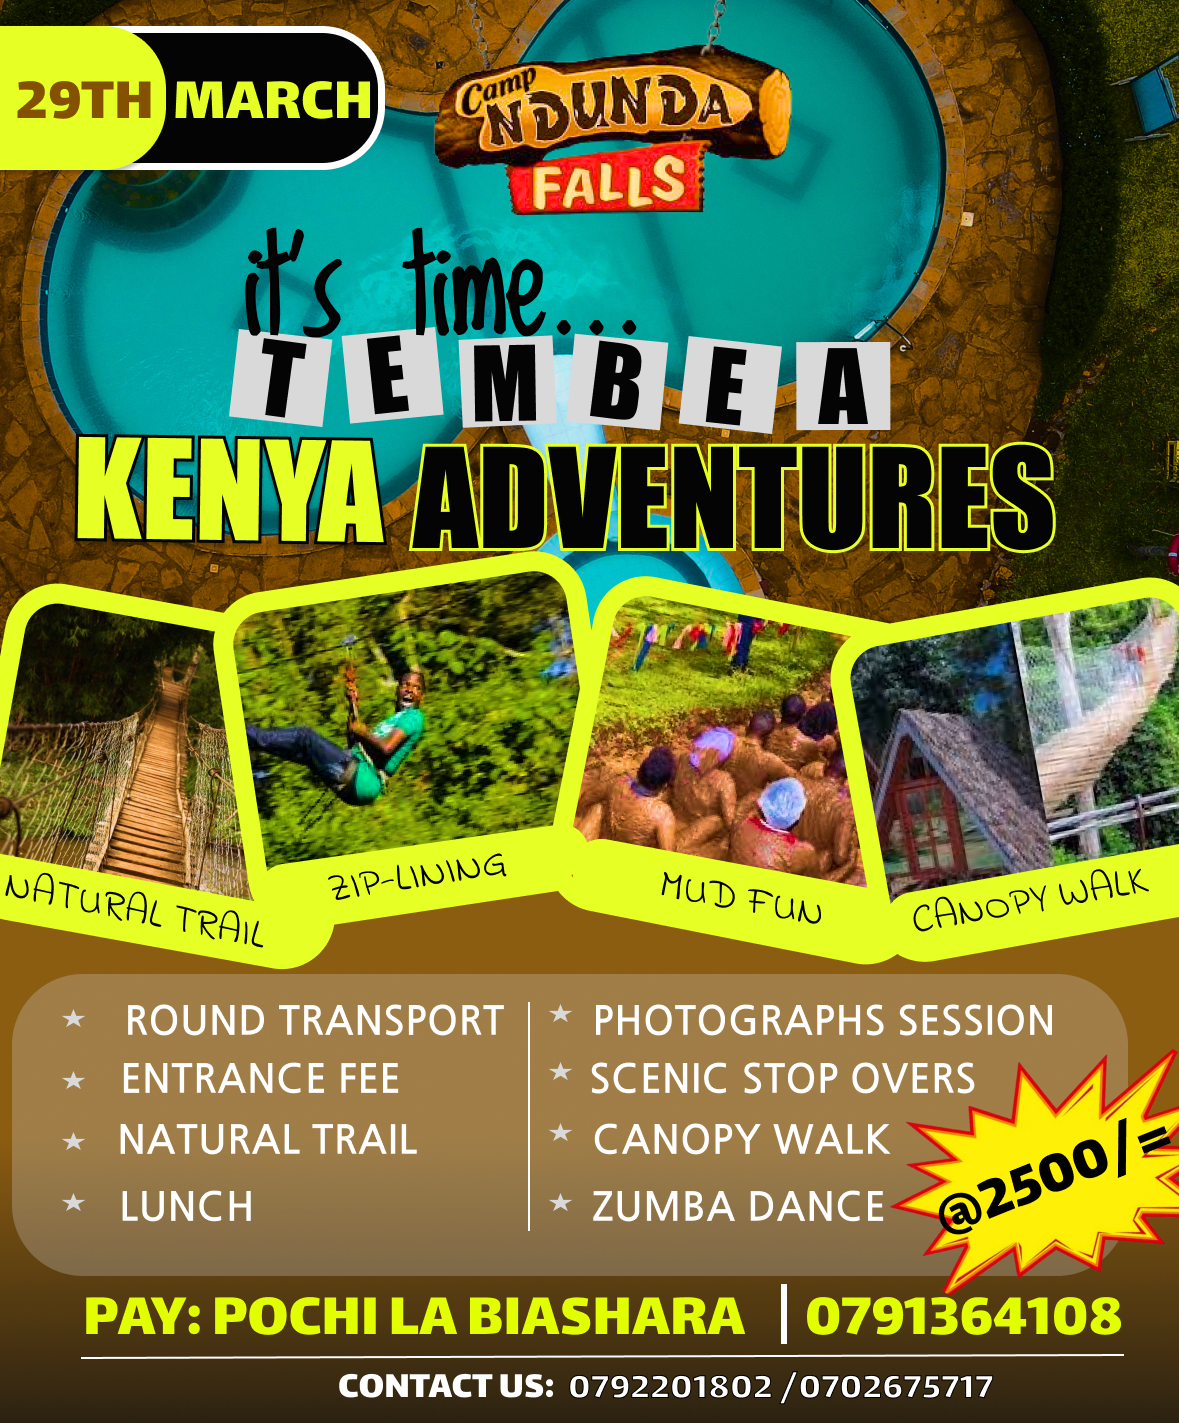 29TH MARCH
Camp
NDUNDA
FALLS
it's time...
TEMBEA
KENYA ADVENTURES
NATURAL TRAIL
ZIP-LINING
MUD FUN
CANOPY WALK
ROUND TRANSPORT
ENTRANCE FEE
NATURAL TRAIL
LUNCH
PHOTOGRAPHS SESSION
SCENIC STOP OVERS
CANOPY WALK
ZUMBA DANCE
@2500/=
PAY: POCHI LA BIASHARA | 0791364108
CONTACT US: 0792201802 /0702675717